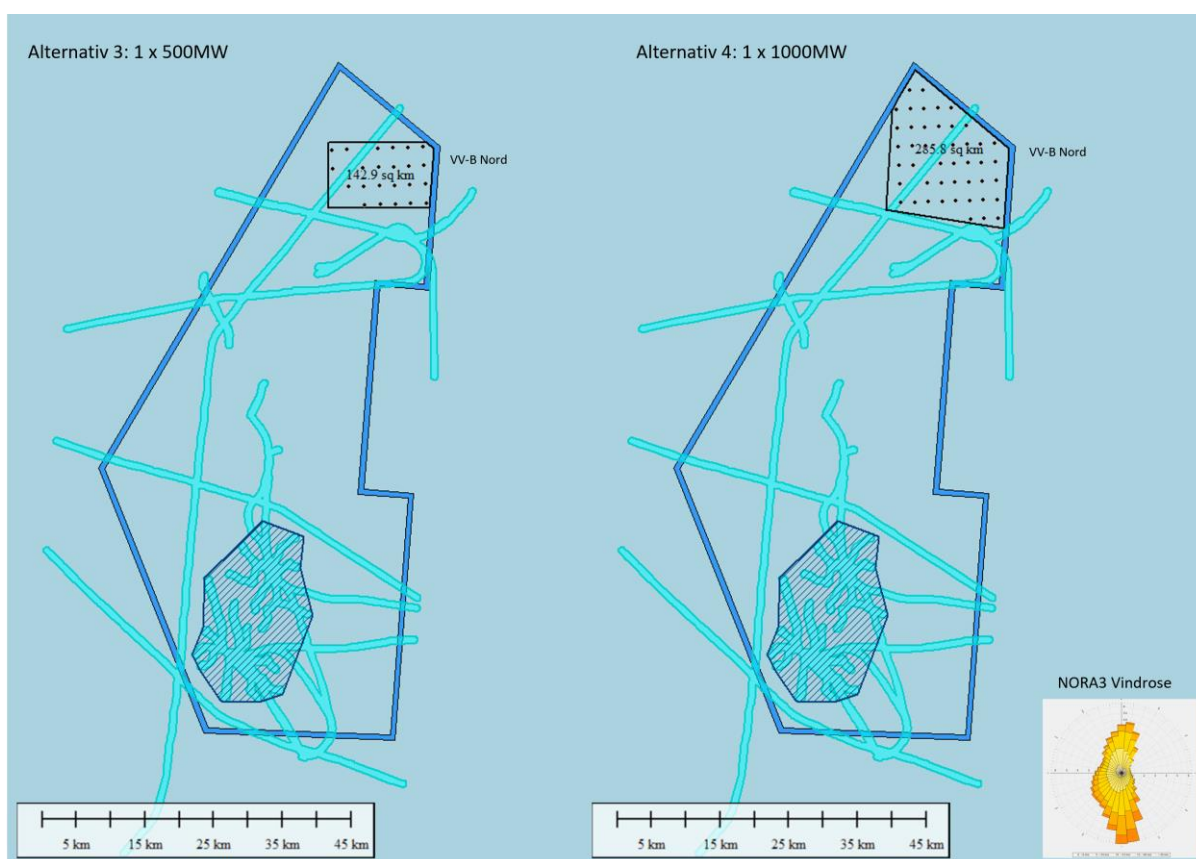 Alternativ 3: 1 x 500MW
VV-B Nord
142.9 sq km
5 km 15 km 25 km 35 km 45 km
Alternativ 4: 1 x 1000MW
VV-B Nord
285.8 sq km
5 km 15 km 25 km 35 km 45 km
NORA3 Vindrose